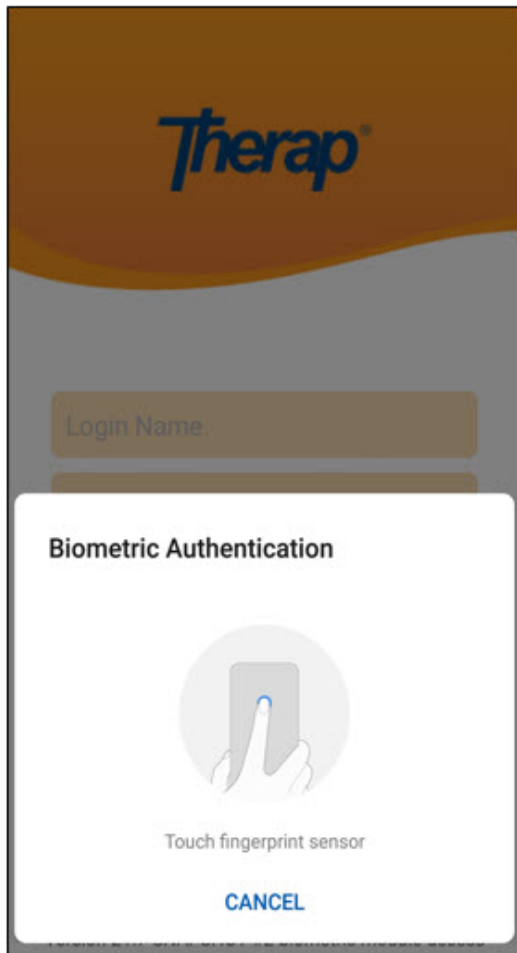 Therap®
Login Name
Biometric Authentication
Touch fingerprint sensor
CANCEL